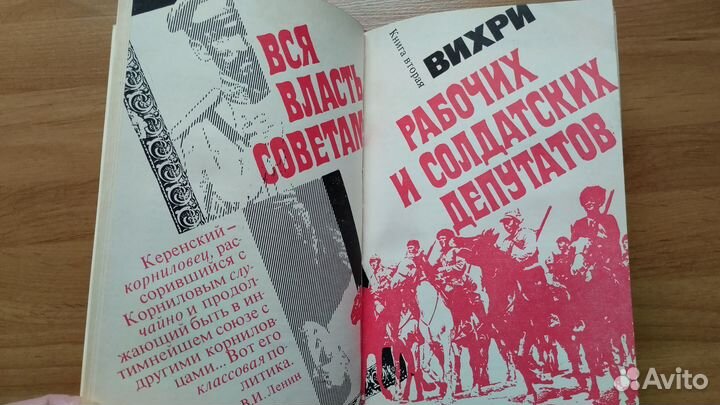 ВСЯ
ВЛАСТЬ
СОВЕТАМ
Керенский –
корниловец, рас-
сорившийся с
Корниловым слу-
чайно и продол-
жающий быть в ин-
тимнейшем союзе с
другими корнилов-
цами... Вот его
классовая по-
литика.
В.И. Ленин
Книга вторая
ВИХРИ
РАБОЧИХ
И СОЛДАТСКИХ
ДЕПУТАТОВ
Avito